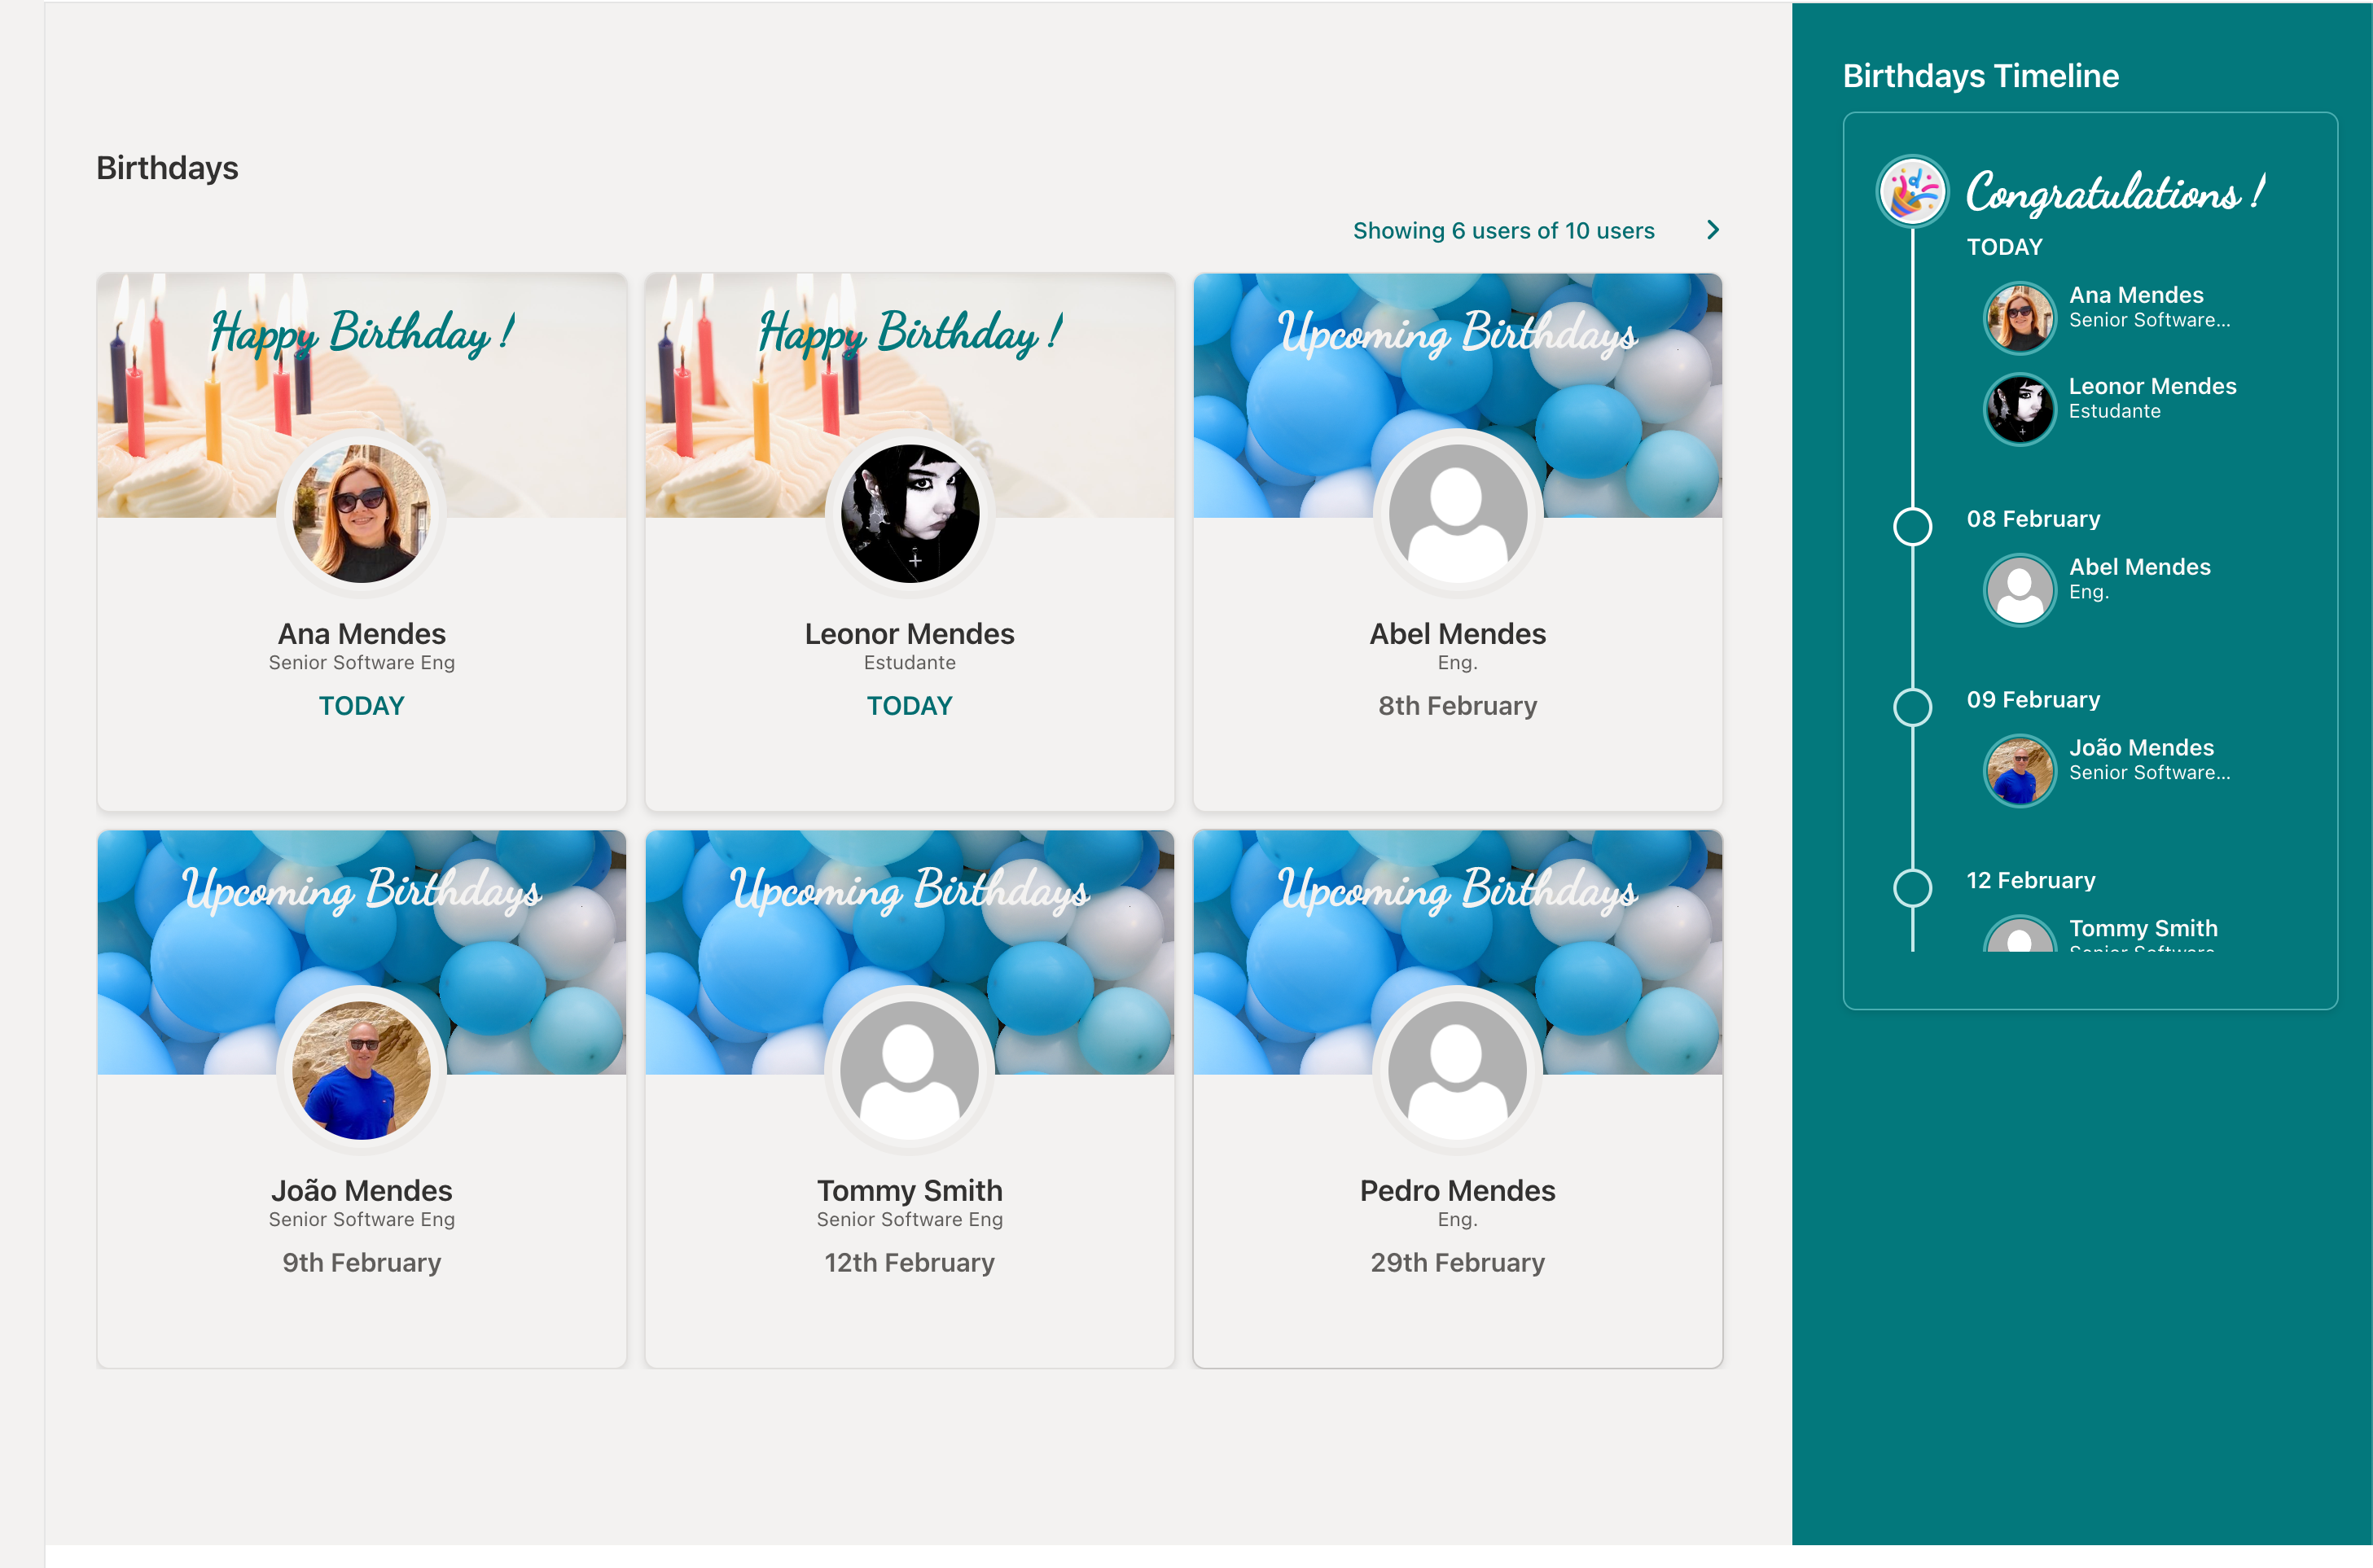 Birthdays
Showing 6 users of 10 users
Happy Birthday !
Ana Mendes
Senior Software Eng
TODAY
Happy Birthday !
Leonor Mendes
Estudante
TODAY
Upcoming Birthdays
Abel Mendes
Eng.
8th February
Upcoming Birthdays
João Mendes
Senior Software Eng
9th February
Upcoming Birthdays
Tommy Smith
Senior Software Eng
12th February
Upcoming Birthdays
Pedro Mendes
Eng.
29th February
Birthdays Timeline
Congratulations !
TODAY
Ana Mendes
Senior Software...
Leonor Mendes
Estudante
08 February
Abel Mendes
Eng.
09 February
João Mendes
Senior Software...
12 February
Tommy Smith
Senior Software...